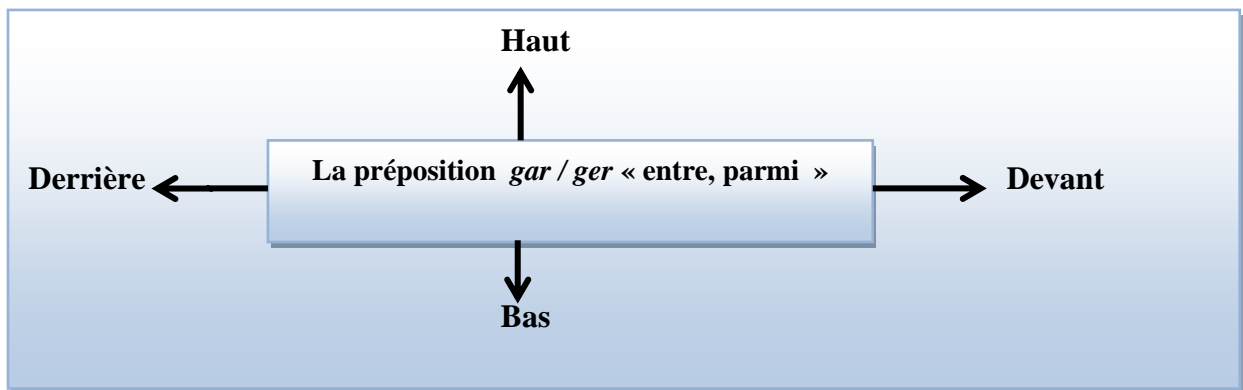 Haut
La préposition gar / ger « entre, parmi »
Derrière
Devant
Bas